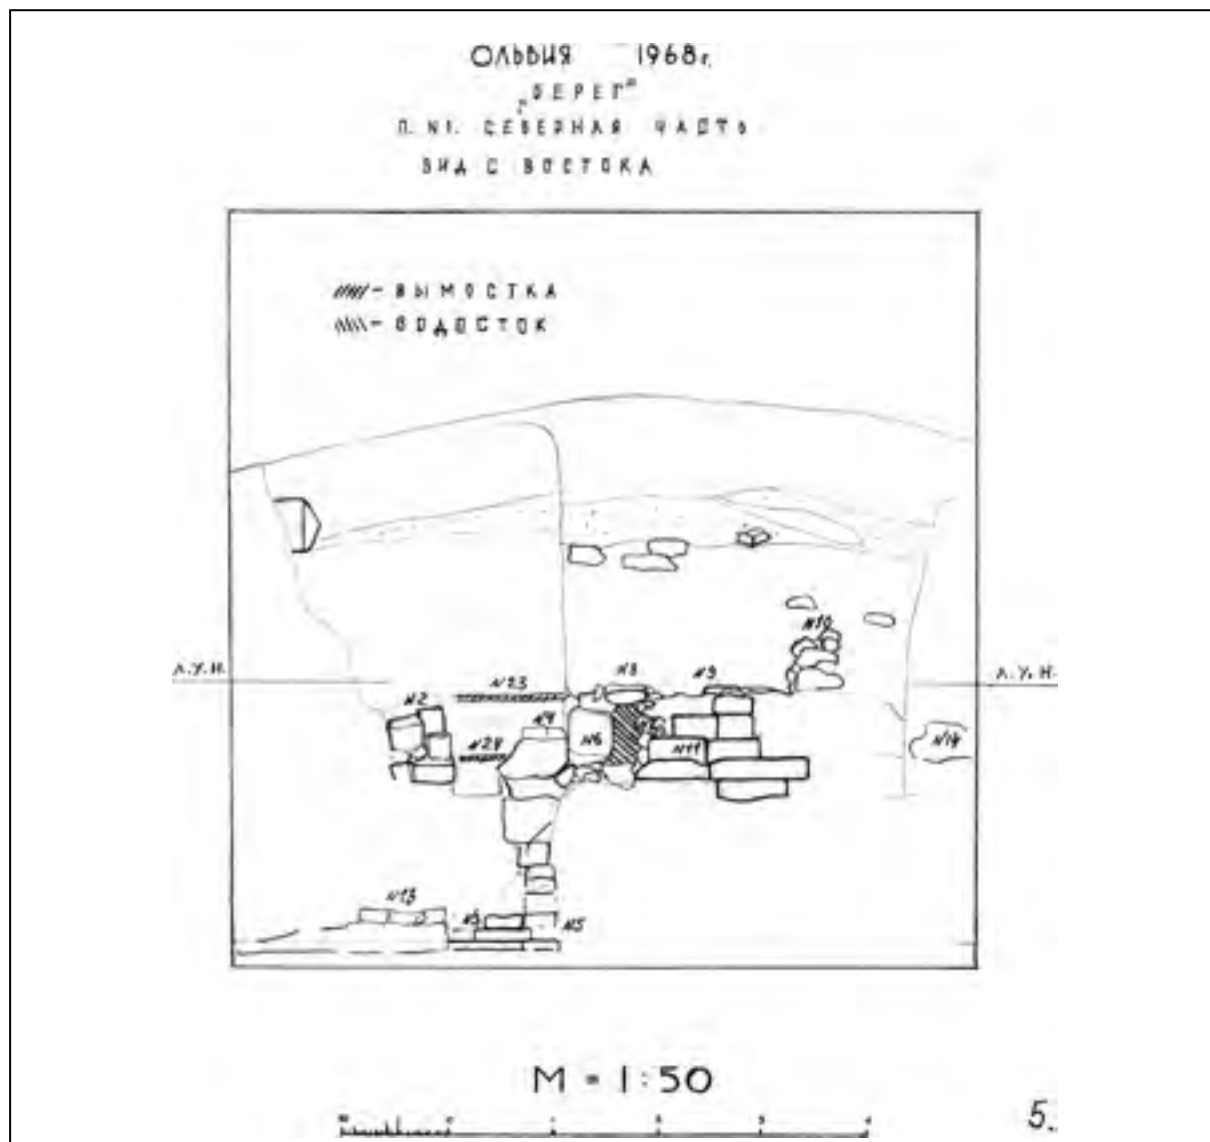 ОЛЬВИЯ 1968г.
„БЕРЕГ"
П. №1. СЕВЕРНАЯ ЧАСТЬ
ВИД С ВОСТОКА
- ВЫМОСТКА
- ВОДОСТОК
№10
Л.У.Н.
№23
№8
№9
Л.У.Н.
№2
№4
№24
№6
№11
№14
№13
№5
М = 1:50
5.